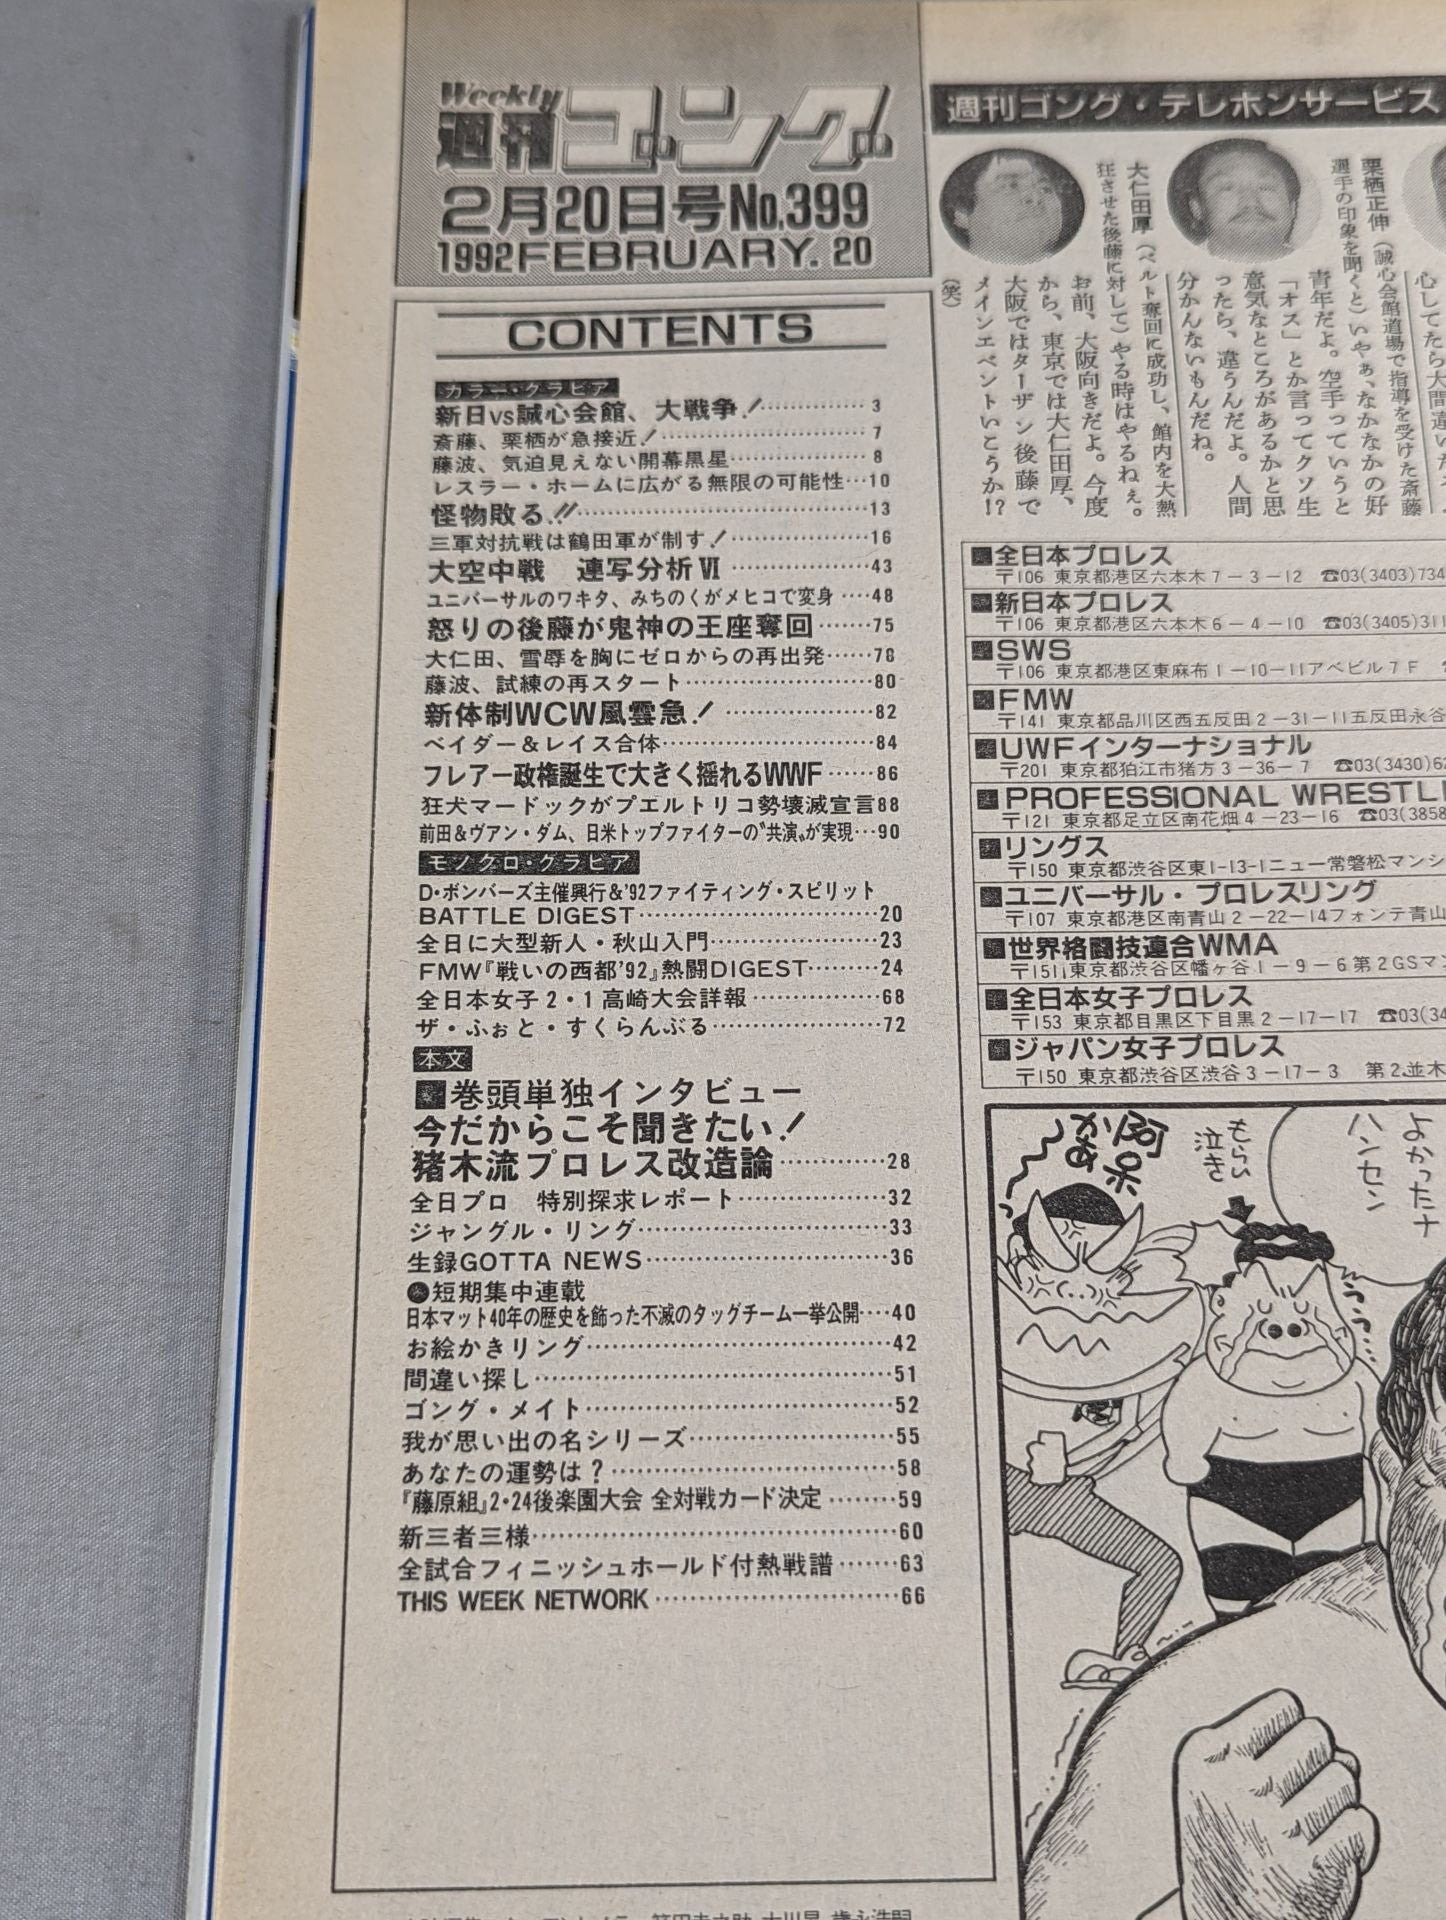 Weekly
週刊ゴング
2月20日号No.399
1992FEBRUARY. 20
CONTENTS
カラー・グラビア
新日vs誠心会館、大戦争！……………3
斎藤、栗栖が急接近！……………7
藤波、気迫見えない開幕黒星……………8
レスラー・ホームに広がる無限の可能性…10
怪物敗る!!……………13
三軍対抗戦は鶴田軍が制す！……………16
大空中戦　連写分析Ⅵ……………43
ユニバーサルのワキタ、みちのくがメヒコで変身‥‥48
怒りの後藤が鬼神の王座奪回……75
大仁田、雪辱を胸にゼロからの再出発……78
藤波、試練の再スタート……………80
新体制WCW風雲急！……………82
ベイダー＆レイス合体……………84
フレアー政権誕生で大きく揺れるWWF……86
狂犬マードックがプエルトリコ勢壊滅宣言88
前田＆ヴァン・ダム、日米トップファイターの〝共演〟が実現…90
モノクロ・グラビア
D・ボンバーズ主催興行＆'92ファイティング・スピリット
BATTLE DIGEST……………20
全日に大型新人・秋山入門……………23
FMW『戦いの西都'92』熱闘DIGEST………24
全日本女子2・1高崎大会詳報……………68
ザ・ふぉと・すくらんぶる……………72
本文
■巻頭単独インタビュー
今だからこそ聞きたい！
猪木流プロレス改造論…………28
全日プロ　特別探求レポート……………32
ジャングル・リング……………33
生録GOTTA NEWS……………36
●短期集中連載
日本マット40年の歴史を飾った不滅のタッグチーム一挙公開‥‥40
お絵かきリング……………42
間違い探し……………51
ゴング・メイト……………52
我が思い出の名シリーズ……………55
あなたの運勢は？……………58
『藤原組』2・24後楽園大会 全対戦カード決定………59
新三者三様……………60
全試合フィニッシュホールド付熱戦譜……63
THIS WEEK NETWORK……………66
週刊ゴング・テレホンサービス
栗栖正伸（誠心会館道場で指導を受けた斎藤
選手の印象を聞くと）いやぁ、なかなかの好
青年だよ。空手っていうと
「オス」とか言ってクソ生
意気なところがあるかと思
ったら、違うんだよ。人間
分かんないもんだね。
大仁田厚（ベルト奪回に成功し、館内を大熱
狂させた後藤に対して）やる時はやるねぇ。
お前、大阪向きだよ。今度
から、東京では大仁田厚、
大阪ではターザン後藤で
メインエベントいこうか!?
（笑）
■全日本プロレス
〒106 東京都港区六本木7－3－12 ☎03(3403)734
■新日本プロレス
〒106 東京都港区六本木6－4－10 ☎03(3405)311
■SWS
〒106 東京都港区東麻布1－10－11アベビル7F
■FMW
〒141 東京都品川区西五反田2－31－11五反田永谷
■UWFインターナショナル
〒201 東京都狛江市猪方3－36－7 ☎03(3430)62
■PROFESSIONAL WRESTLI
〒121 東京都足立区南花畑4－23－16 ☎03(3858
■リングス
〒150 東京都渋谷区東1-13-1ニュー常磐松マンシ
■ユニバーサル・プロレスリング
〒107 東京都港区南青山2－22－14フォンテ青山
■世界格闘技連合WMA
〒151 東京都渋谷区幡ヶ谷1－9－6第2GSマン
■全日本女子プロレス
〒153 東京都目黒区下目黒2－17－17 ☎03(34
■ジャパン女子プロレス
〒150 東京都渋谷区渋谷3－17－3　第2並木
よかったナ
ハンセン
もらい
泣き
阿呆
かあ